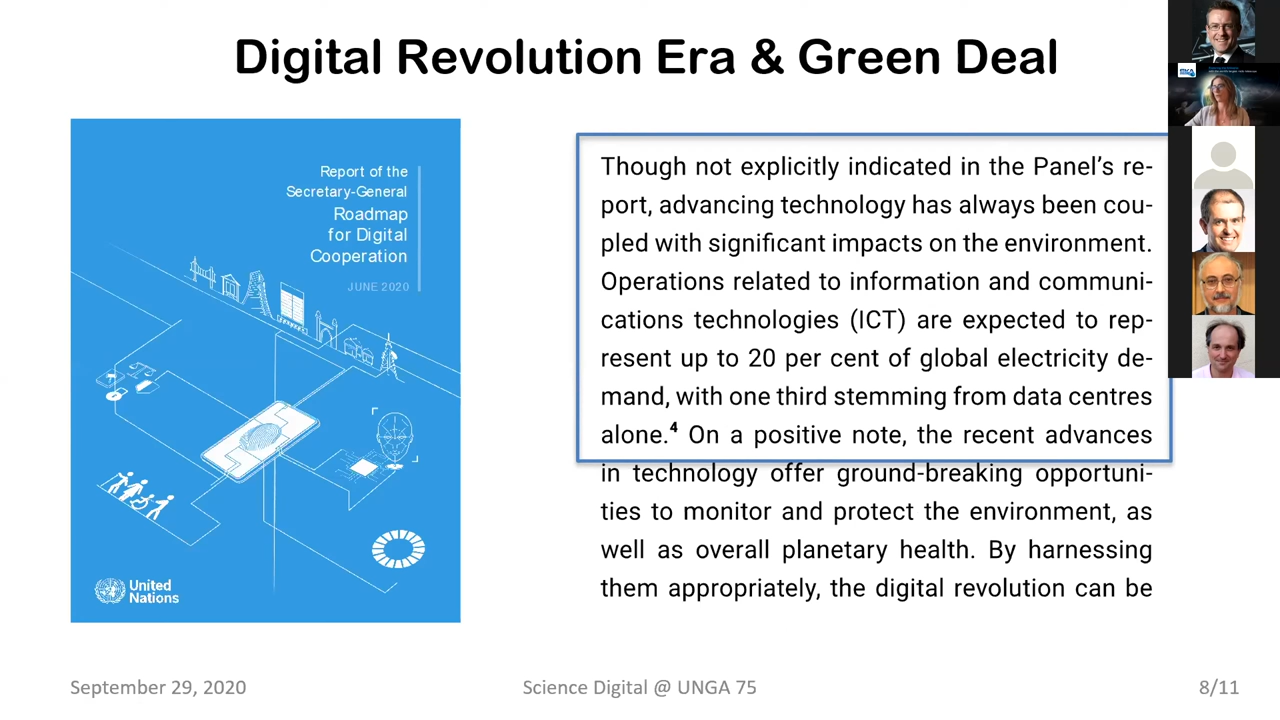 Digital Revolution Era & Green Deal
Report of the
Secretary-General
Roadmap
for Digital
Cooperation
JUNE 2020
United
Nations
Though not explicitly indicated in the Panel’s re-
port, advancing technology has always been cou-
pled with significant impacts on the environment.
Operations related to information and communi-
cations technologies (ICT) are expected to rep-
resent up to 20 per cent of global electricity de-
mand, with one third stemming from data centres
alone.⁴ On a positive note, the recent advances
in technology offer ground-breaking opportuni-
ties to monitor and protect the environment, as
well as overall planetary health. By harnessing
them appropriately, the digital revolution can be
September 29, 2020
Science Digital @ UNGA 75
8/11